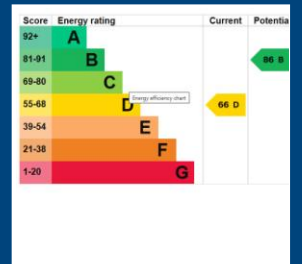 Score Energy rating Current Potentia
92+ A
81-91 B 86 B
69-80 C
55-68 D Energy efficiency chart 66 D
39-54 E
21-38 F
1-20 G